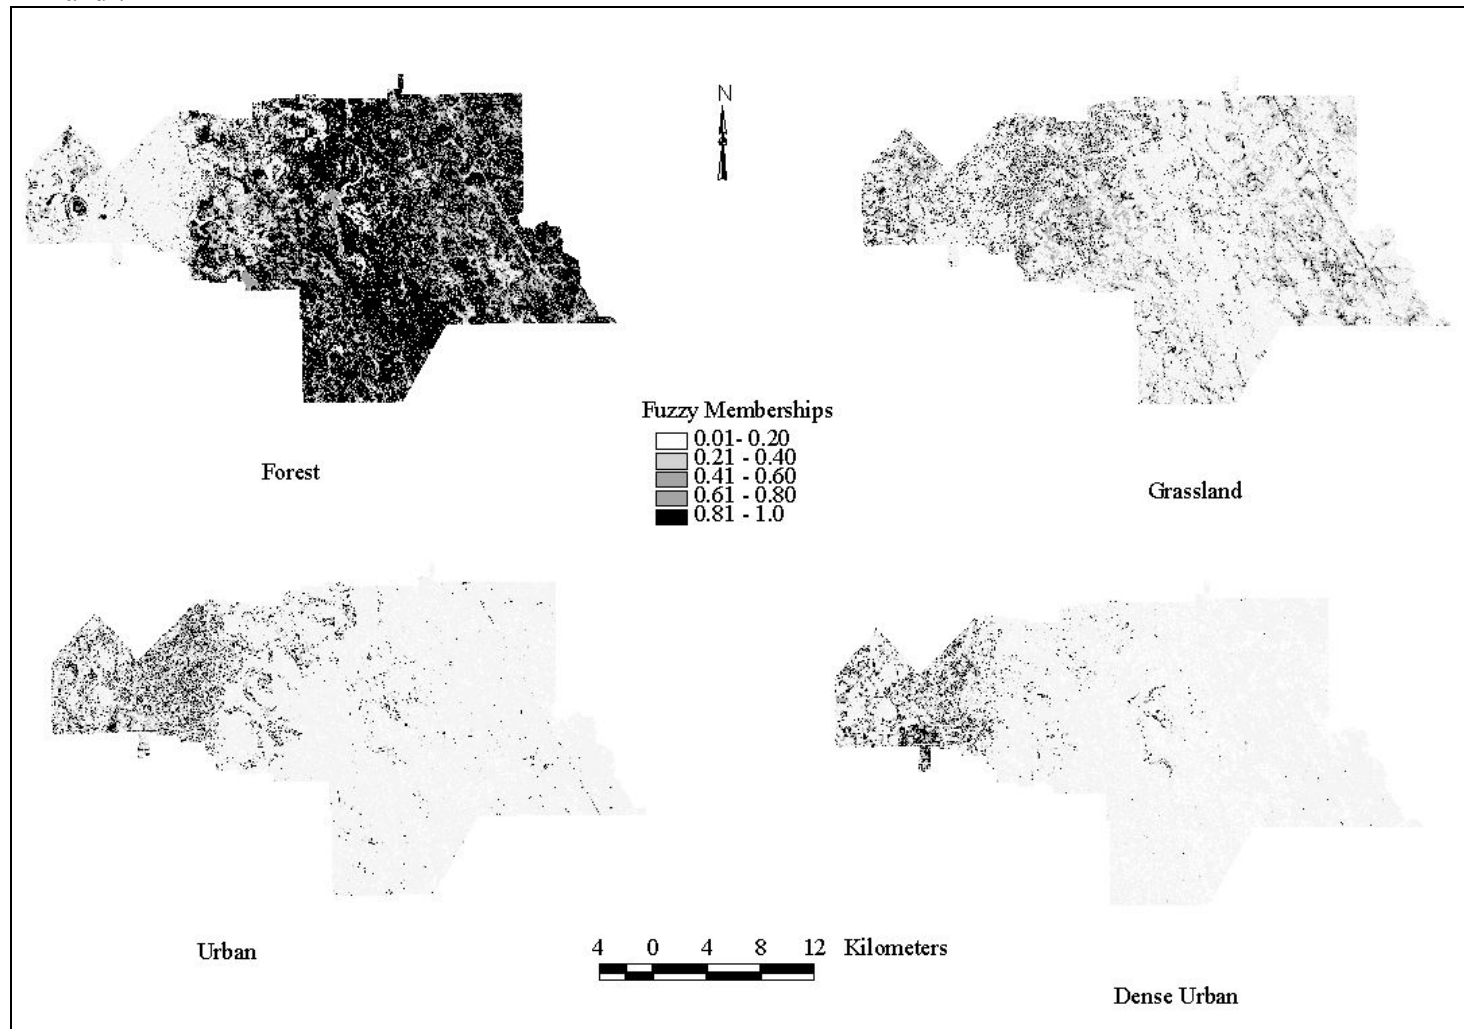 N
Fuzzy Memberships
0.01- 0.20
0.21 - 0.40
0.41 - 0.60
0.61 - 0.80
0.81 - 1.0
Forest
Grassland
4 0 4 8 12 Kilometers
Urban
Dense Urban